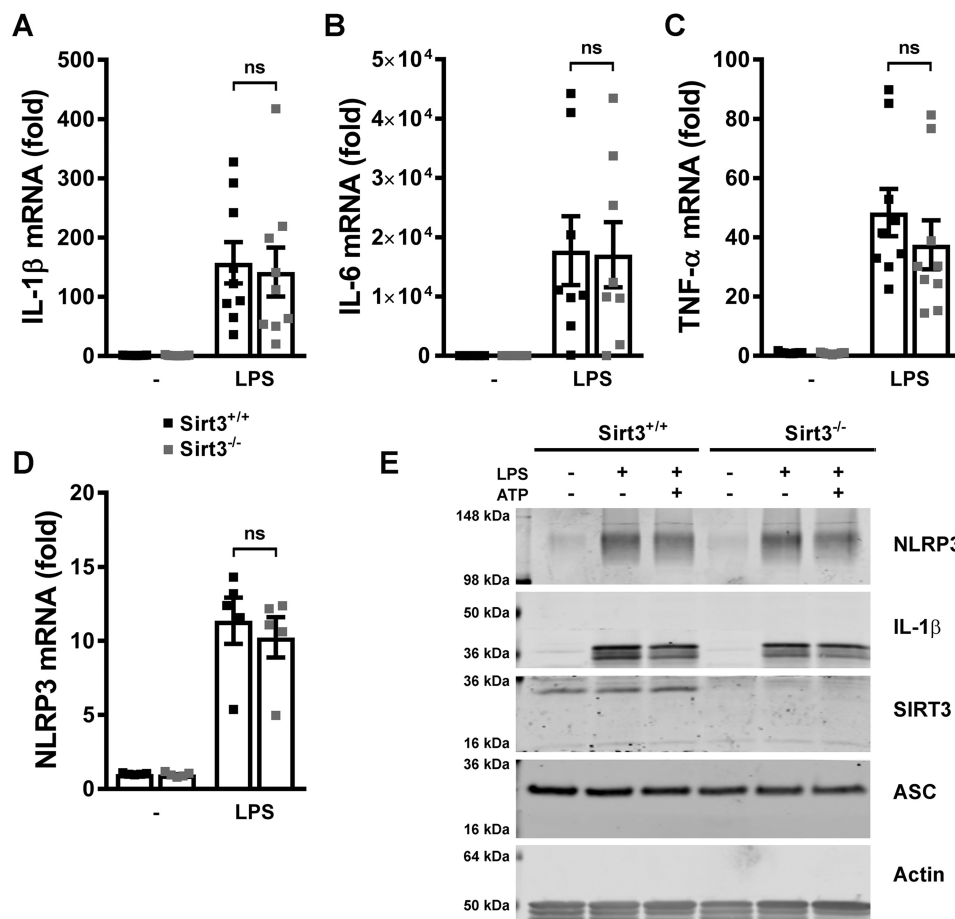 A
IL-1β mRNA (fold)
500
400
300
200
100
0
ns
-
LPS
B
IL-6 mRNA (fold)
5×10⁴
4×10⁴
3×10⁴
2×10⁴
1×10⁴
0
ns
-
LPS
C
TNF-α mRNA (fold)
100
80
60
40
20
0
ns
-
LPS
Sirt3+/+
Sirt3-/-
D
NLRP3 mRNA (fold)
20
15
10
5
0
ns
-
LPS
E
Sirt3+/+ Sirt3-/-
LPS - + + - + +
ATP - - + - - +
148 kDa
98 kDa
NLRP3
50 kDa
36 kDa
IL-1β
36 kDa
16 kDa
SIRT3
36 kDa
16 kDa
ASC
64 kDa
50 kDa
Actin